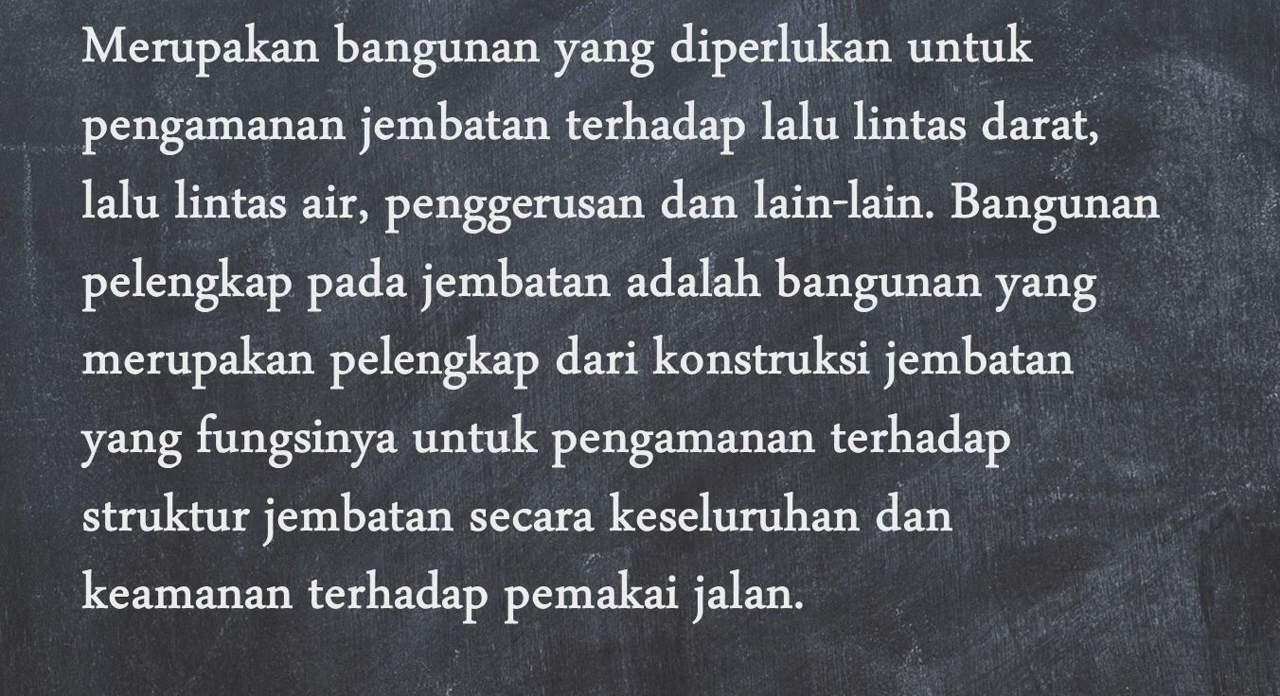 Merupakan bangunan yang diperlukan untuk
pengamanan jembatan terhadap lalu lintas darat,
lalu lintas air, penggerusan dan lain-lain. Bangunan
pelengkap pada jembatan adalah bangunan yang
merupakan pelengkap dari konstruksi jembatan
yang fungsinya untuk pengamanan terhadap
struktur jembatan secara keseluruhan dan
keamanan terhadap pemakai jalan.